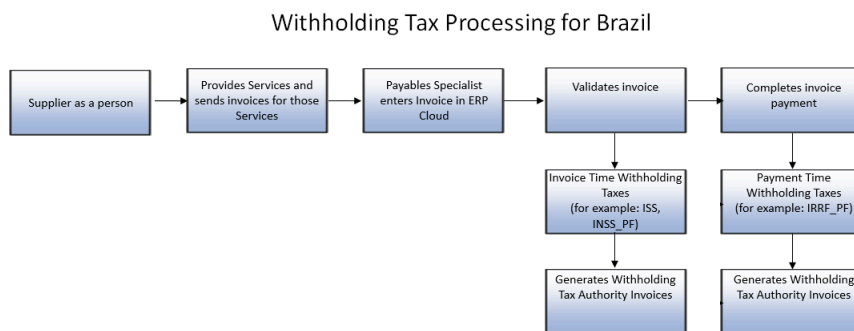 Withholding Tax Processing for Brazil
Supplier as a person
Provides Services and
sends invoices for those
Services
Payables Specialist
enters Invoice in ERP
Cloud
Validates invoice
Completes invoice
payment
Invoice Time Withholding
Taxes
(for example: ISS,
INSS_PF)
Payment Time
Withholding Taxes
(for example: IRRF_PF)
Generates Withholding
Tax Authority Invoices
Generates Withholding
Tax Authority Invoices